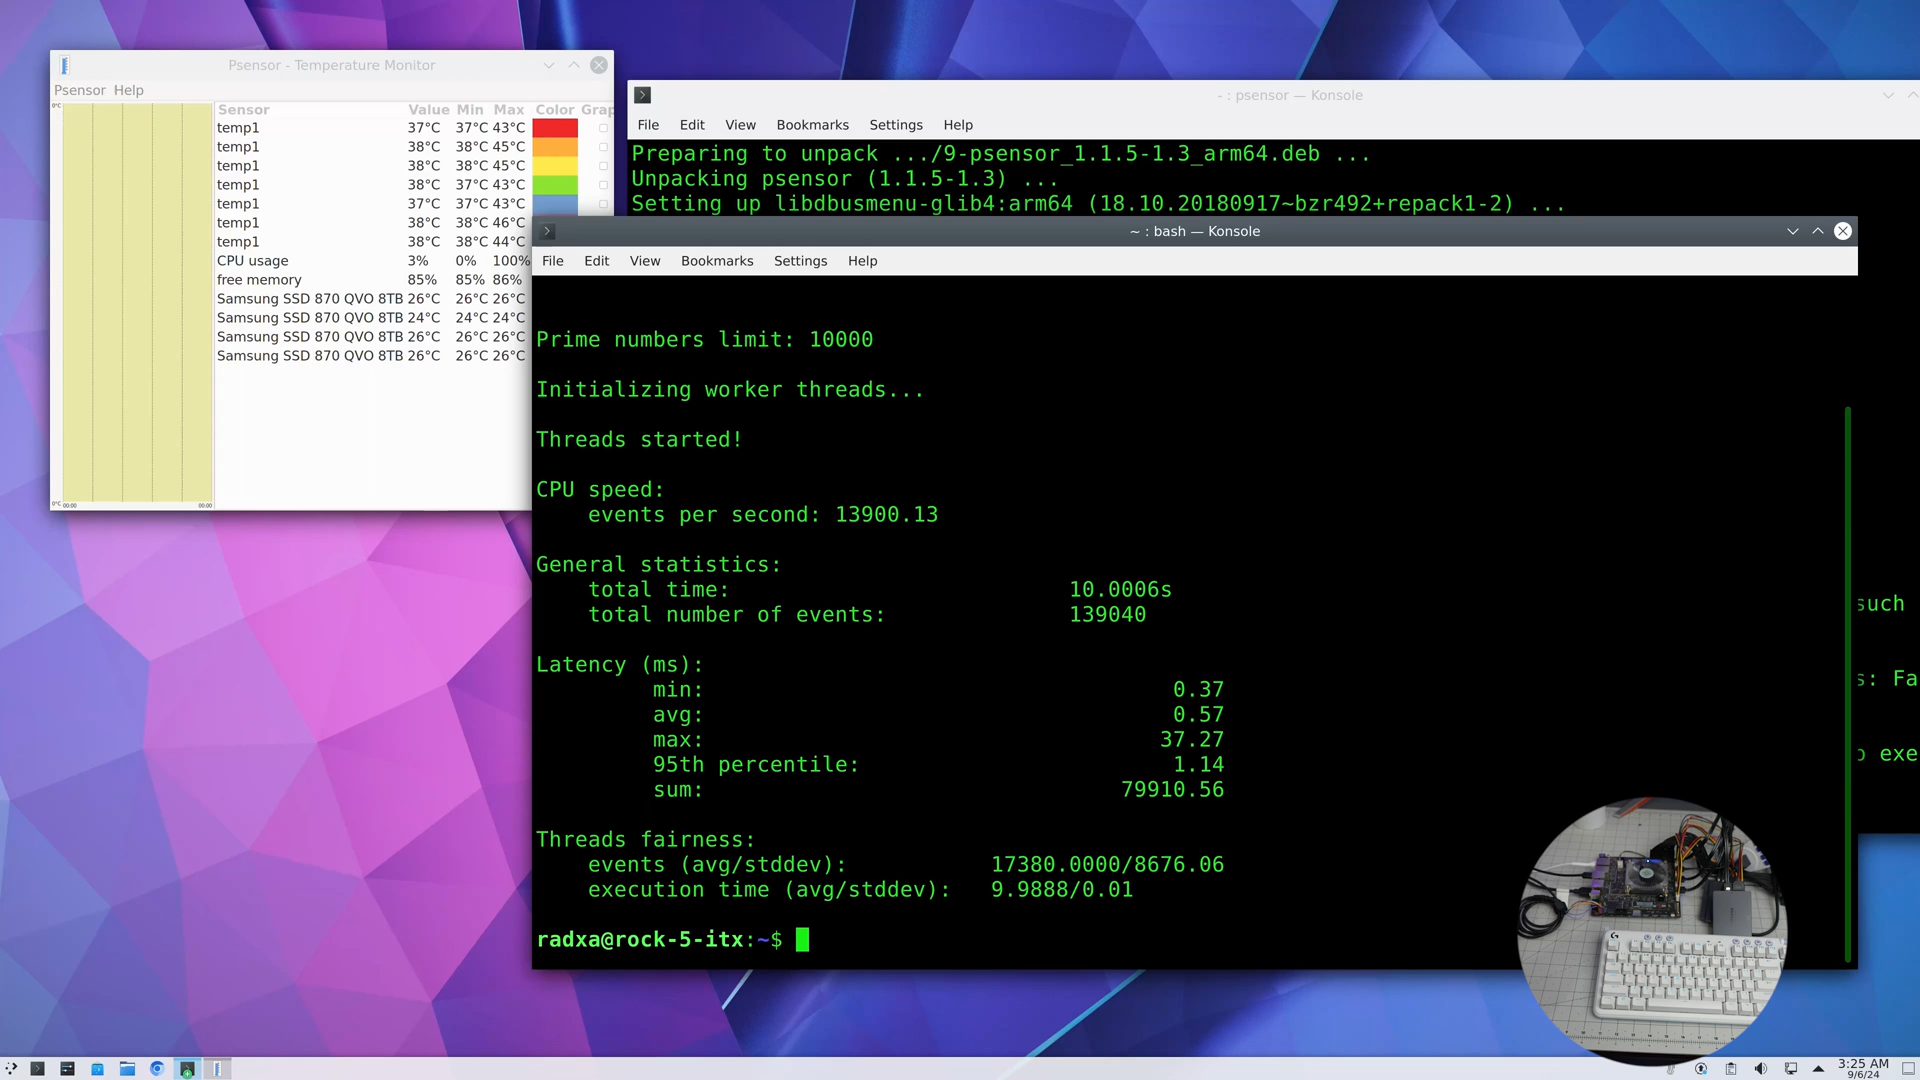 Psensor - Temperature Monitor
Psensor Help
Sensor Value Min Max Color Grap
temp1 37°C 37°C 43°C
temp1 38°C 38°C 45°C
temp1 38°C 38°C 45°C
temp1 38°C 37°C 43°C
temp1 37°C 37°C 43°C
temp1 38°C 38°C 46°C
temp1 38°C 38°C 44°C
CPU usage 3% 0% 100%
free memory 85% 85% 86%
Samsung SSD 870 QVO 8TB 26°C 26°C 26°C
Samsung SSD 870 QVO 8TB 24°C 24°C 24°C
Samsung SSD 870 QVO 8TB 26°C 26°C 26°C
Samsung SSD 870 QVO 8TB 26°C 26°C 26°C
0°C
0°C
00:00 00:00
- : psensor — Konsole
File Edit View Bookmarks Settings Help
Preparing to unpack .../9-psensor_1.1.5-1.3_arm64.deb ...
Unpacking psensor (1.1.5-1.3) ...
Setting up libdbusmenu-glib4:arm64 (18.10.20180917~bzr492+repack1-2) ...
such
s: Fa
o exe
~ : bash — Konsole
File Edit View Bookmarks Settings Help
Prime numbers limit: 10000
Initializing worker threads...
Threads started!
CPU speed:
events per second: 13900.13
General statistics:
total time: 10.0006s
total number of events: 139040
Latency (ms):
min: 0.37
avg: 0.57
max: 37.27
95th percentile: 1.14
sum: 79910.56
Threads fairness:
events (avg/stddev): 17380.0000/8676.06
execution time (avg/stddev): 9.9888/0.01
radxa@rock-5-itx:~$
3:25 AM
9/6/24